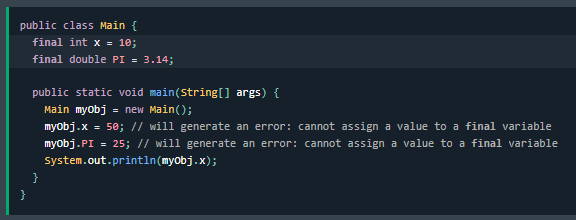 public class Main {
  final int x = 10;
  final double PI = 3.14;
  public static void main(String[] args) {
    Main myObj = new Main();
    myObj.x = 50; // will generate an error: cannot assign a value to a final variable
    myObj.PI = 25; // will generate an error: cannot assign a value to a final variable
    System.out.println(myObj.x);
  }
}